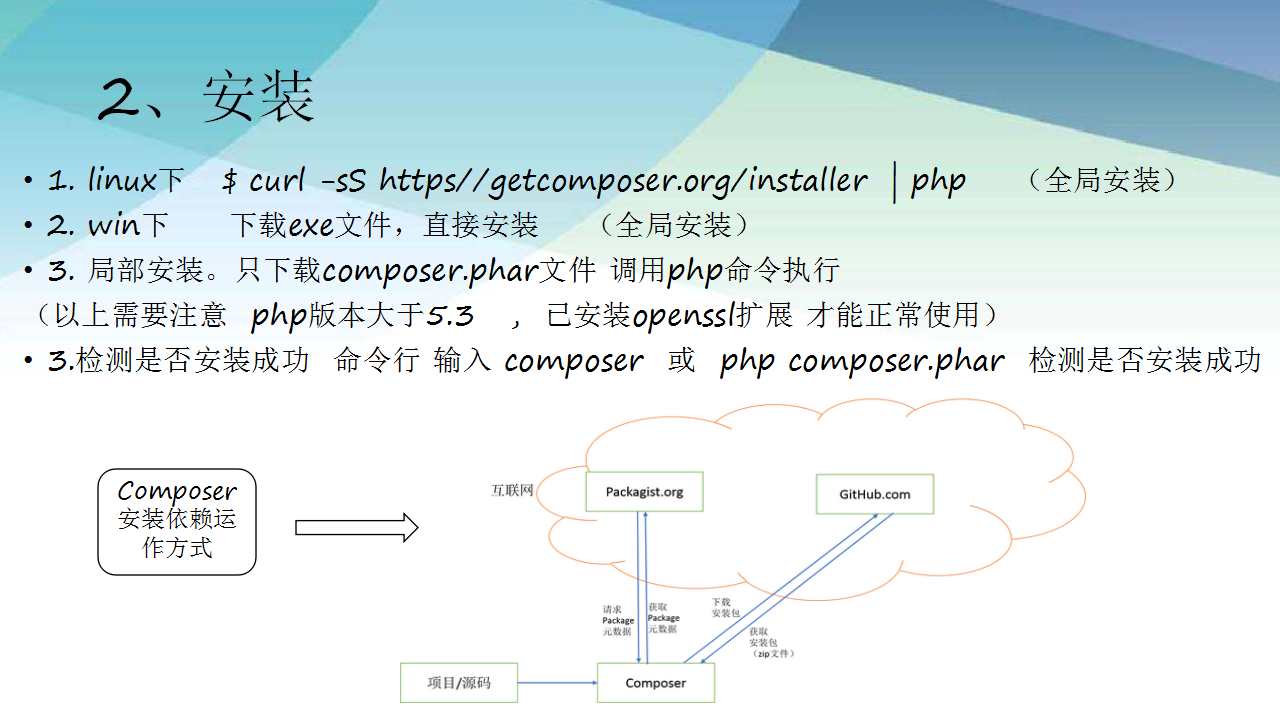 2、安装
• 1. linux下 $ curl -sS https//getcomposer.org/installer | php （全局安装）
• 2. win下 下载exe文件，直接安装 （全局安装）
• 3. 局部安装。只下载composer.phar文件 调用php命令执行
（以上需要注意 php版本大于5.3 ，已安装openssl扩展 才能正常使用）
• 3.检测是否安装成功 命令行 输入 composer 或 php composer.phar 检测是否安装成功
Composer
安装依赖运
作方式
互联网
Packagist.org
GitHub.com
请求
Package
元数据
获取
Package
元数据
下载
安装包
获取
安装包
（zip文件）
项目/源码
Composer